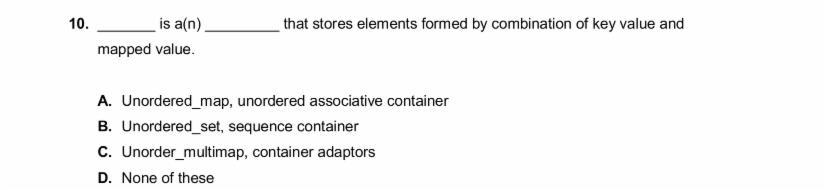 10. _______ is a(n) _________ that stores elements formed by combination of key value and
mapped value.
A. Unordered_map, unordered associative container
B. Unordered_set, sequence container
C. Unorder_multimap, container adaptors
D. None of these